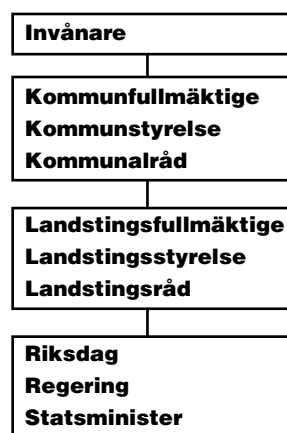 Invånare
Kommunfullmäktige
Kommunstyrelse
Kommunalråd
Landstingsfullmäktige
Landstingsstyrelse
Landstingsråd
Riksdag
Regering
Statsminister